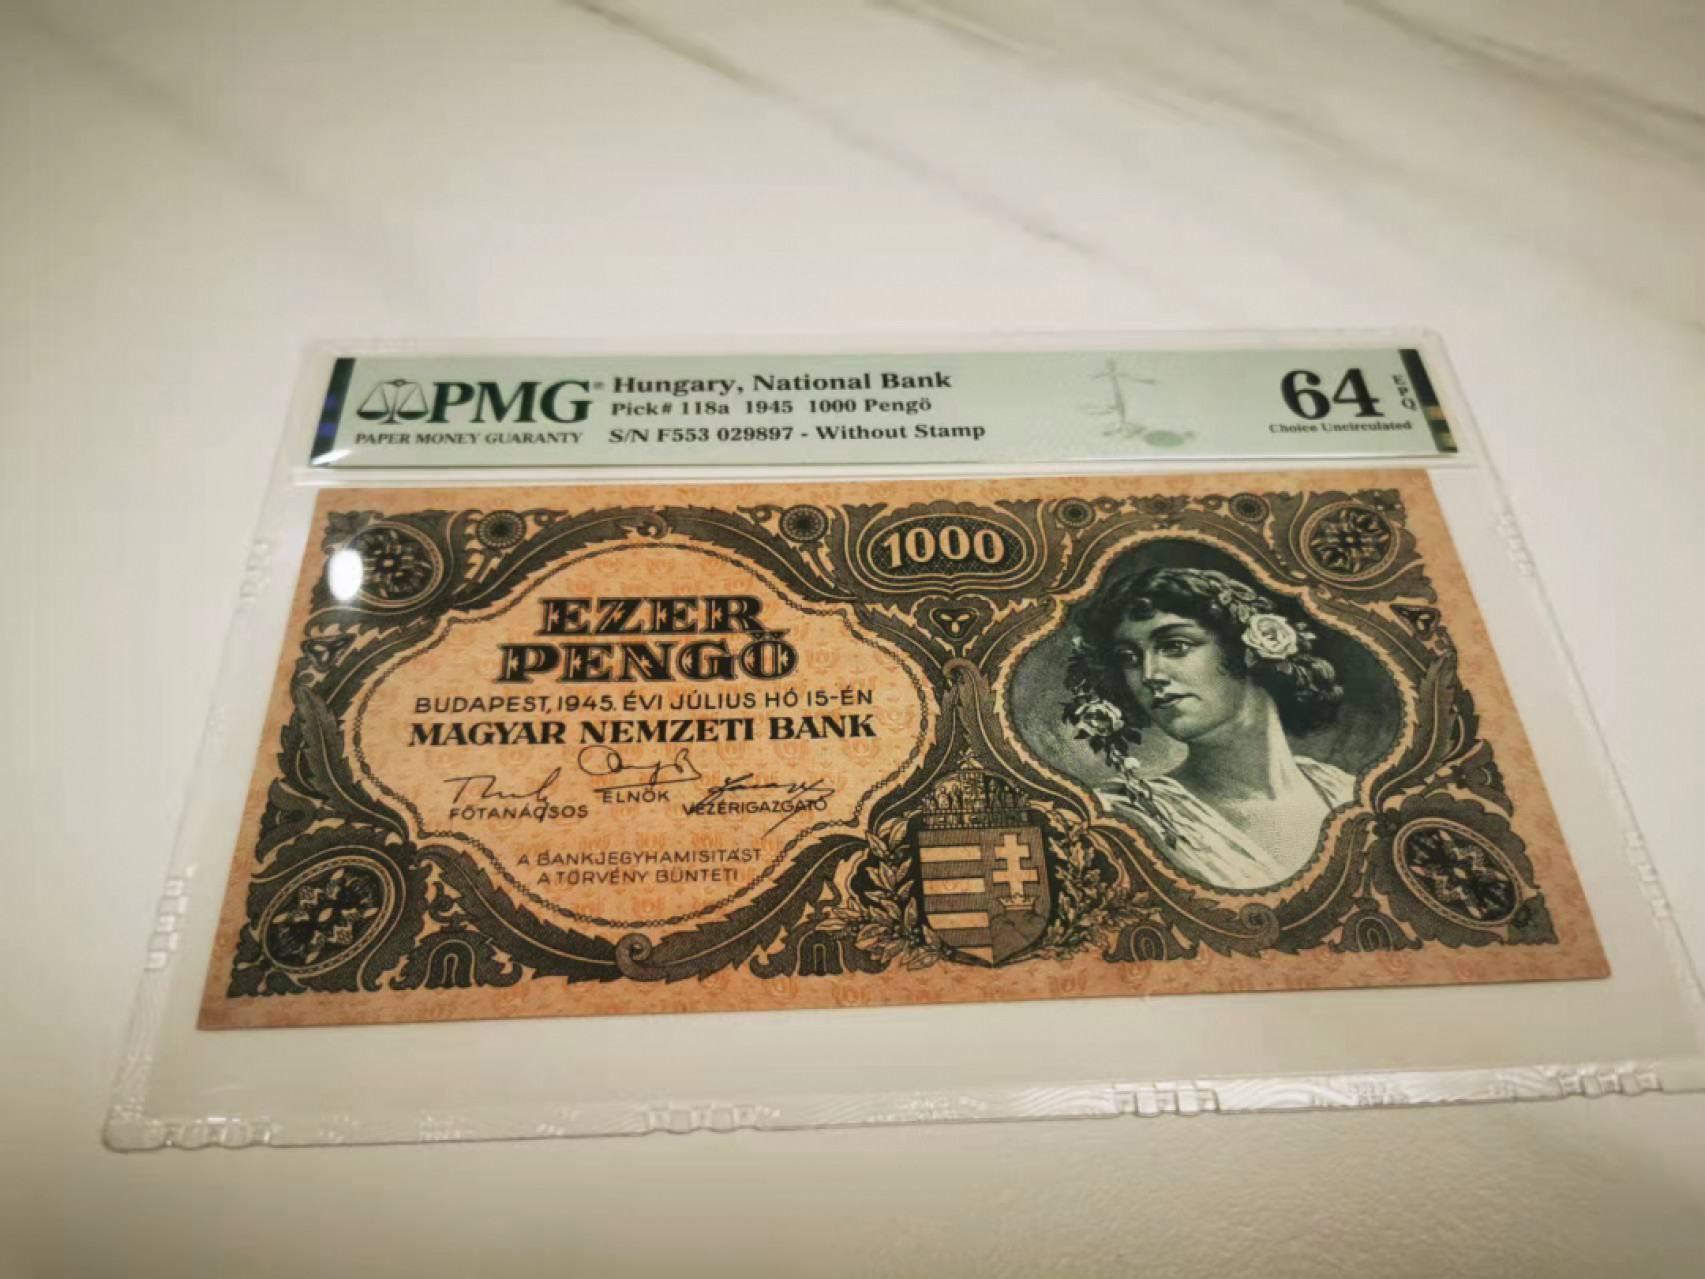 PMG®
PAPER MONEY GUARANTY
Hungary, National Bank
Pick# 118a 1945 1000 Pengö
S/N F553 029897 - Without Stamp
64 EPQ
Choice Uncirculated
1000
EZER
PENGŐ
BUDAPEST, 1945. ÉVI JÚLIUS HÓ 15-ÉN
MAGYAR NEMZETI BANK
FŐTANÁCSOS
ELNÖK
VEZÉRIGAZGATÓ
A BANKJEGYHAMISITÁST
A TÖRVÉNY BÜNTETI